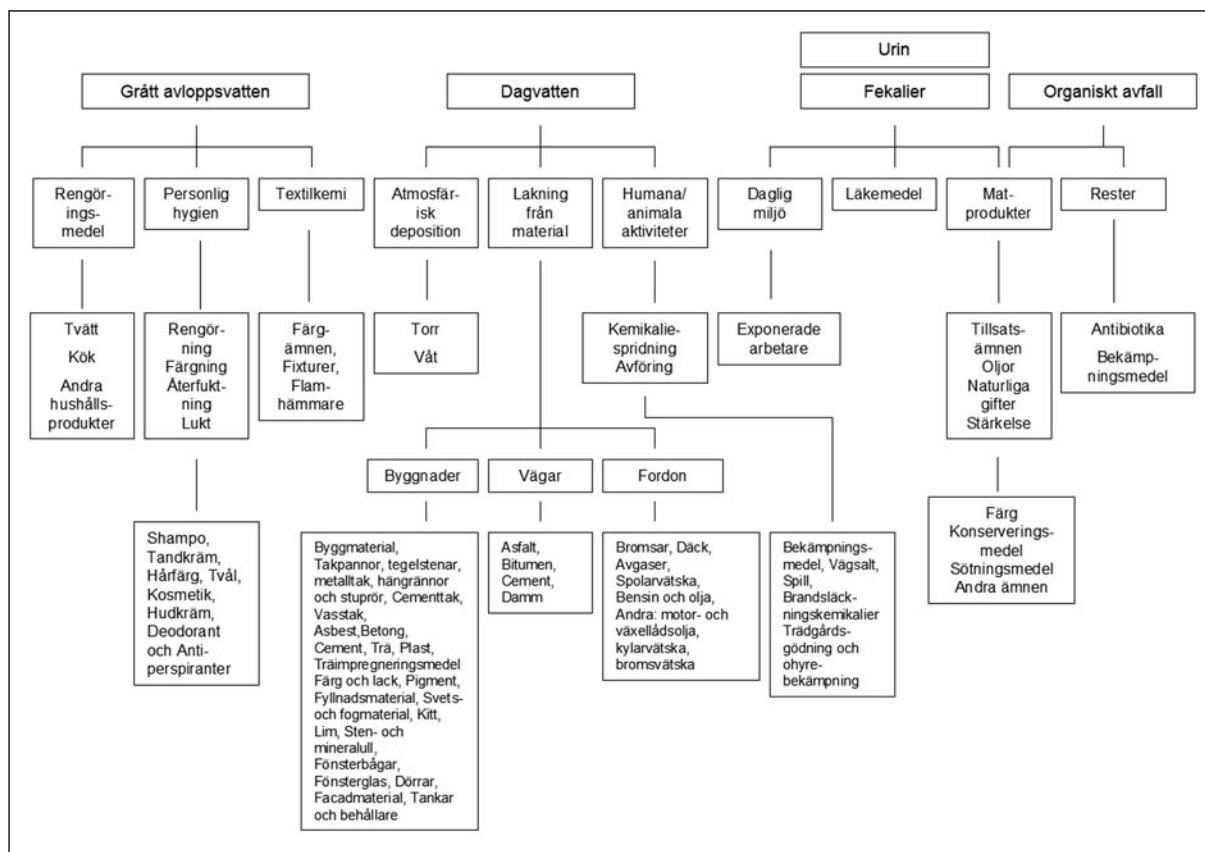 Urin
Grått avloppsvatten
Dagvatten
Fekalier
Organiskt avfall
Rengör-
ings-
medel
Personlig
hygien
Textilkemi
Atmosfär-
isk
deposition
Lakning
från
material
Humana/
animala
aktiviteter
Daglig
miljö
Läkemedel
Mat-
produkter
Rester
Tvätt
Kök
Andra
hushålls-
produkter
Rengör-
ning
Färgning
Återfukt-
ning
Lukt
Färg-
ämnen,
Fixturer,
Flam-
hämmare
Torr
Våt
Kemikalie-
spridning
Avföring
Exponerade
arbetare
Tillsats-
ämnen
Oljor
Naturliga
gifter
Stärkelse
Antibiotika
Bekämp-
ningsmedel
Byggnader
Vägar
Fordon
Shampo,
Tandkräm,
Hårfärg, Tvål,
Kosmetik,
Hudkräm,
Deodorant
och Anti-
perspiranter
Byggmaterial,
Takpannor, tegelstenar,
metalltak, hängrännor
och stuprör, Cementtak,
Vasstak,
Asbest,Betong,
Cement, Trä, Plast,
Träimpregneringsmedel
Färg och lack, Pigment,
Fyllnadsmaterial, Svets-
och fogmaterial, Kitt,
Lim, Sten- och
mineralull,
Fönsterbågar,
Fönsterglas, Dörrar,
Facadmaterial, Tankar
och behållare
Asfalt,
Bitumen,
Cement,
Damm
Bromsar, Däck,
Avgaser,
Spolarvätska,
Bensin och olja,
Andra: motor- och
växellådsolja,
kylarvätska,
bromsvätska
Bekämpnings-
medel, Vägsalt,
Spill,
Brandsläck-
ningskemikalier
Trädgårds-
gödning och
ohyre-
bekämpning
Färg
Konserverings-
medel
Sötningsmedel
Andra ämnen